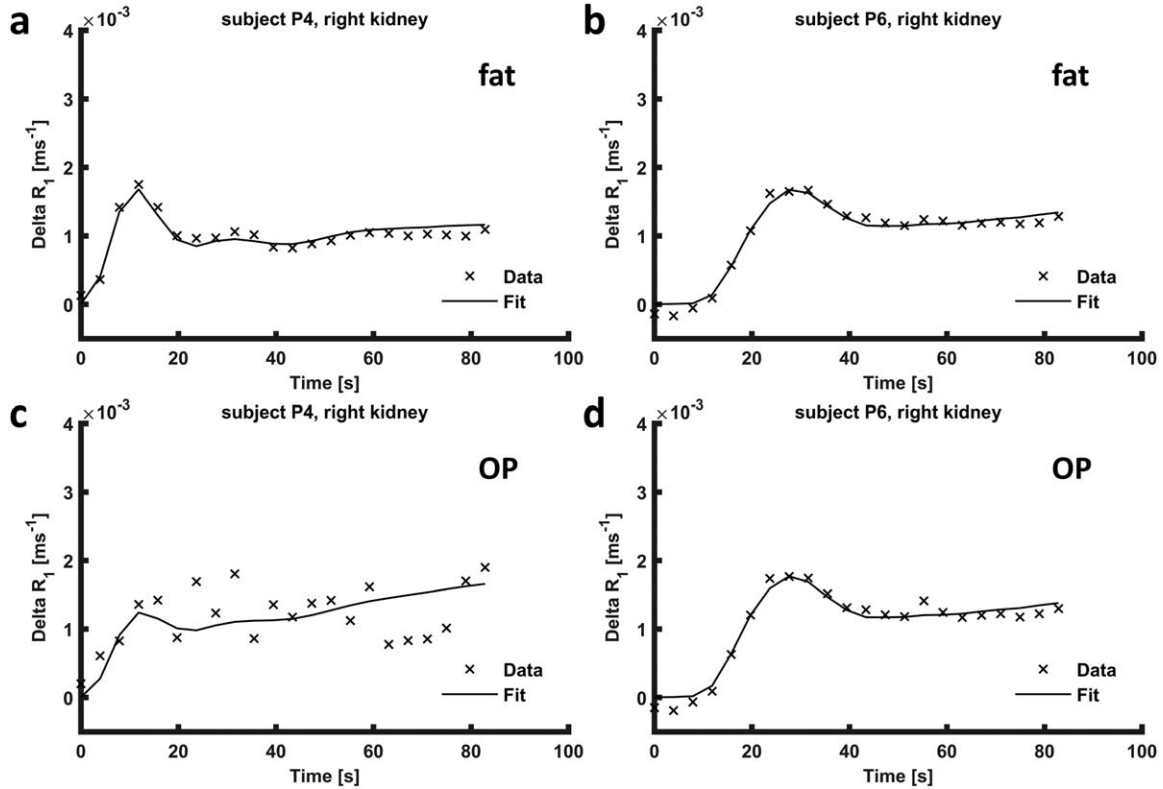 a
subject P4, right kidney
×10⁻³
fat
4
3
2
1
0
Delta R₁ [ms⁻¹]
× Data
Fit
0 20 40 60 80 100
Time [s]
b
subject P6, right kidney
×10⁻³
fat
4
3
2
1
0
Delta R₁ [ms⁻¹]
× Data
Fit
0 20 40 60 80 100
Time [s]
c
subject P4, right kidney
×10⁻³
OP
4
3
2
1
0
Delta R₁ [ms⁻¹]
× Data
Fit
0 20 40 60 80 100
Time [s]
d
subject P6, right kidney
×10⁻³
OP
4
3
2
1
0
Delta R₁ [ms⁻¹]
× Data
Fit
0 20 40 60 80 100
Time [s]